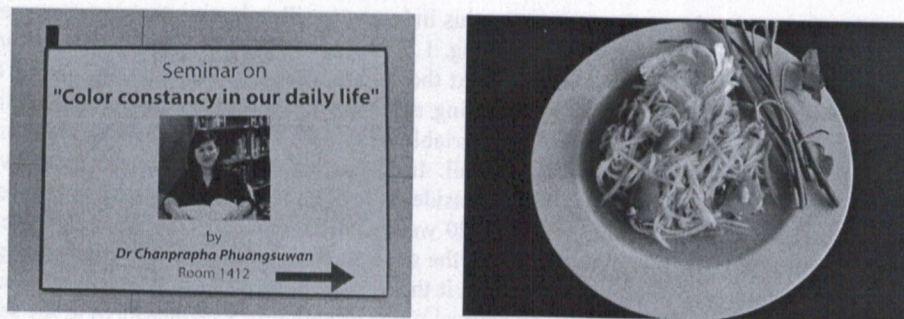 Seminar on
"Color constancy in our daily life"
by
Dr Chanprapha Phuangsuwan
Room 1412